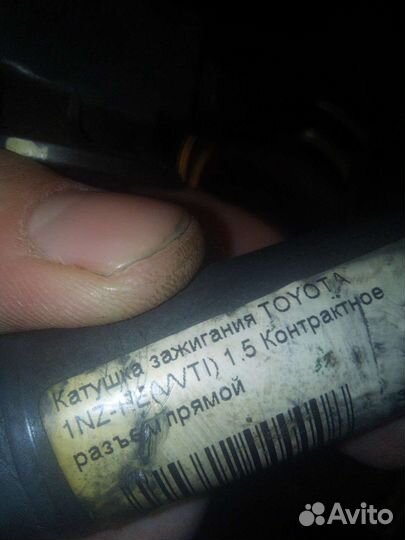 Катушка зажигания TOYOTA
1NZ-FE(VVTI) 1.5 Контрактное
разъем прямой
Avito